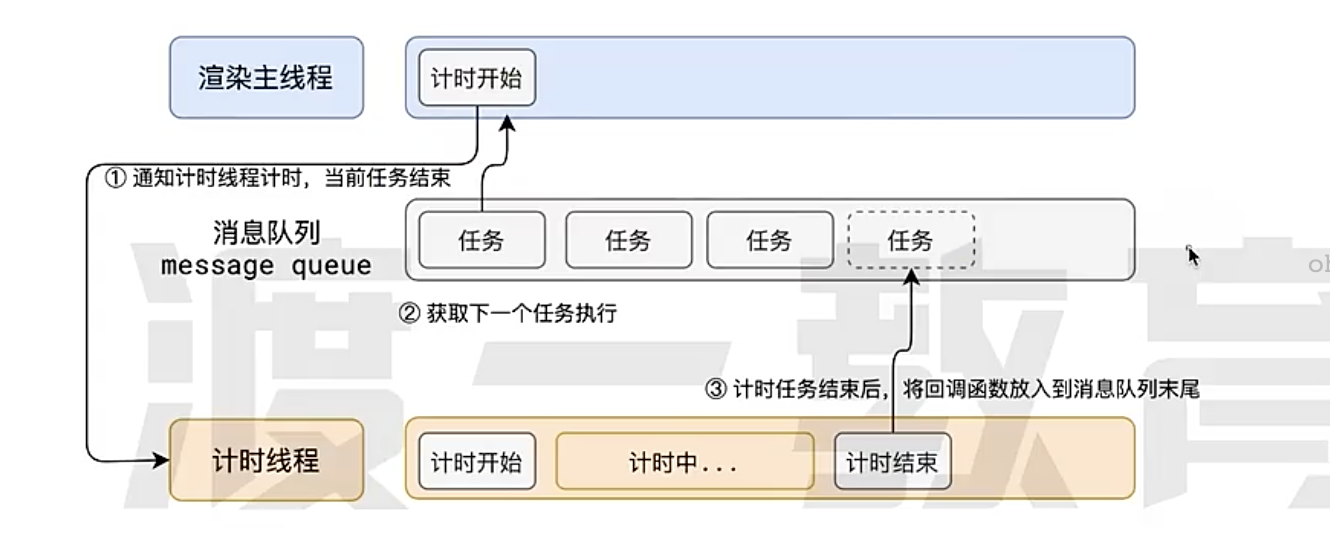 渲染主线程
计时开始
① 通知计时线程计时，当前任务结束
消息队列
message queue
任务
任务
任务
任务
② 获取下一个任务执行
③ 计时任务结束后，将回调函数放入到消息队列末尾
计时线程
计时开始
计时中...
计时结束
渡一教育